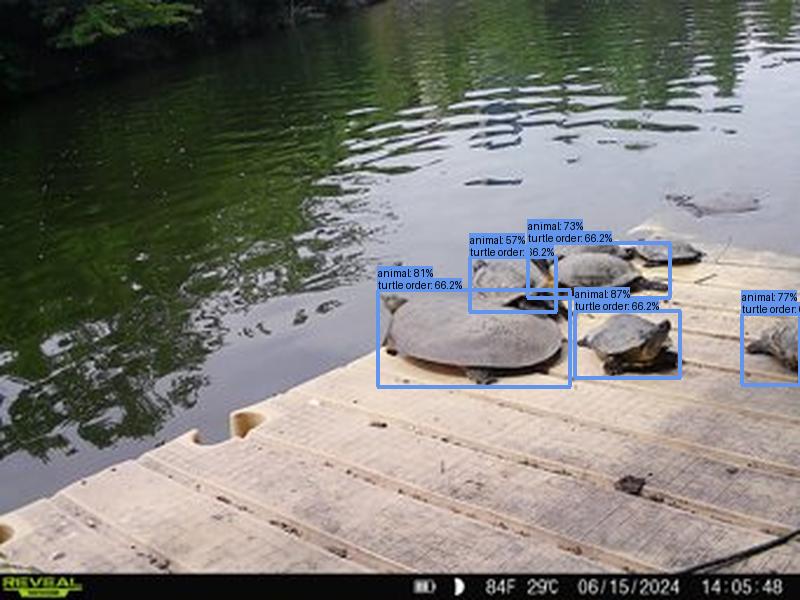 animal: 73%
turtle order: 66.2%
animal: 57%
turtle order: 66.2%
animal: 81%
turtle order: 66.2%
animal: 87%
turtle order: 66.2%
animal: 77%
turtle order:
REVEAL
84F 29C 06/15/2024 14:05:48